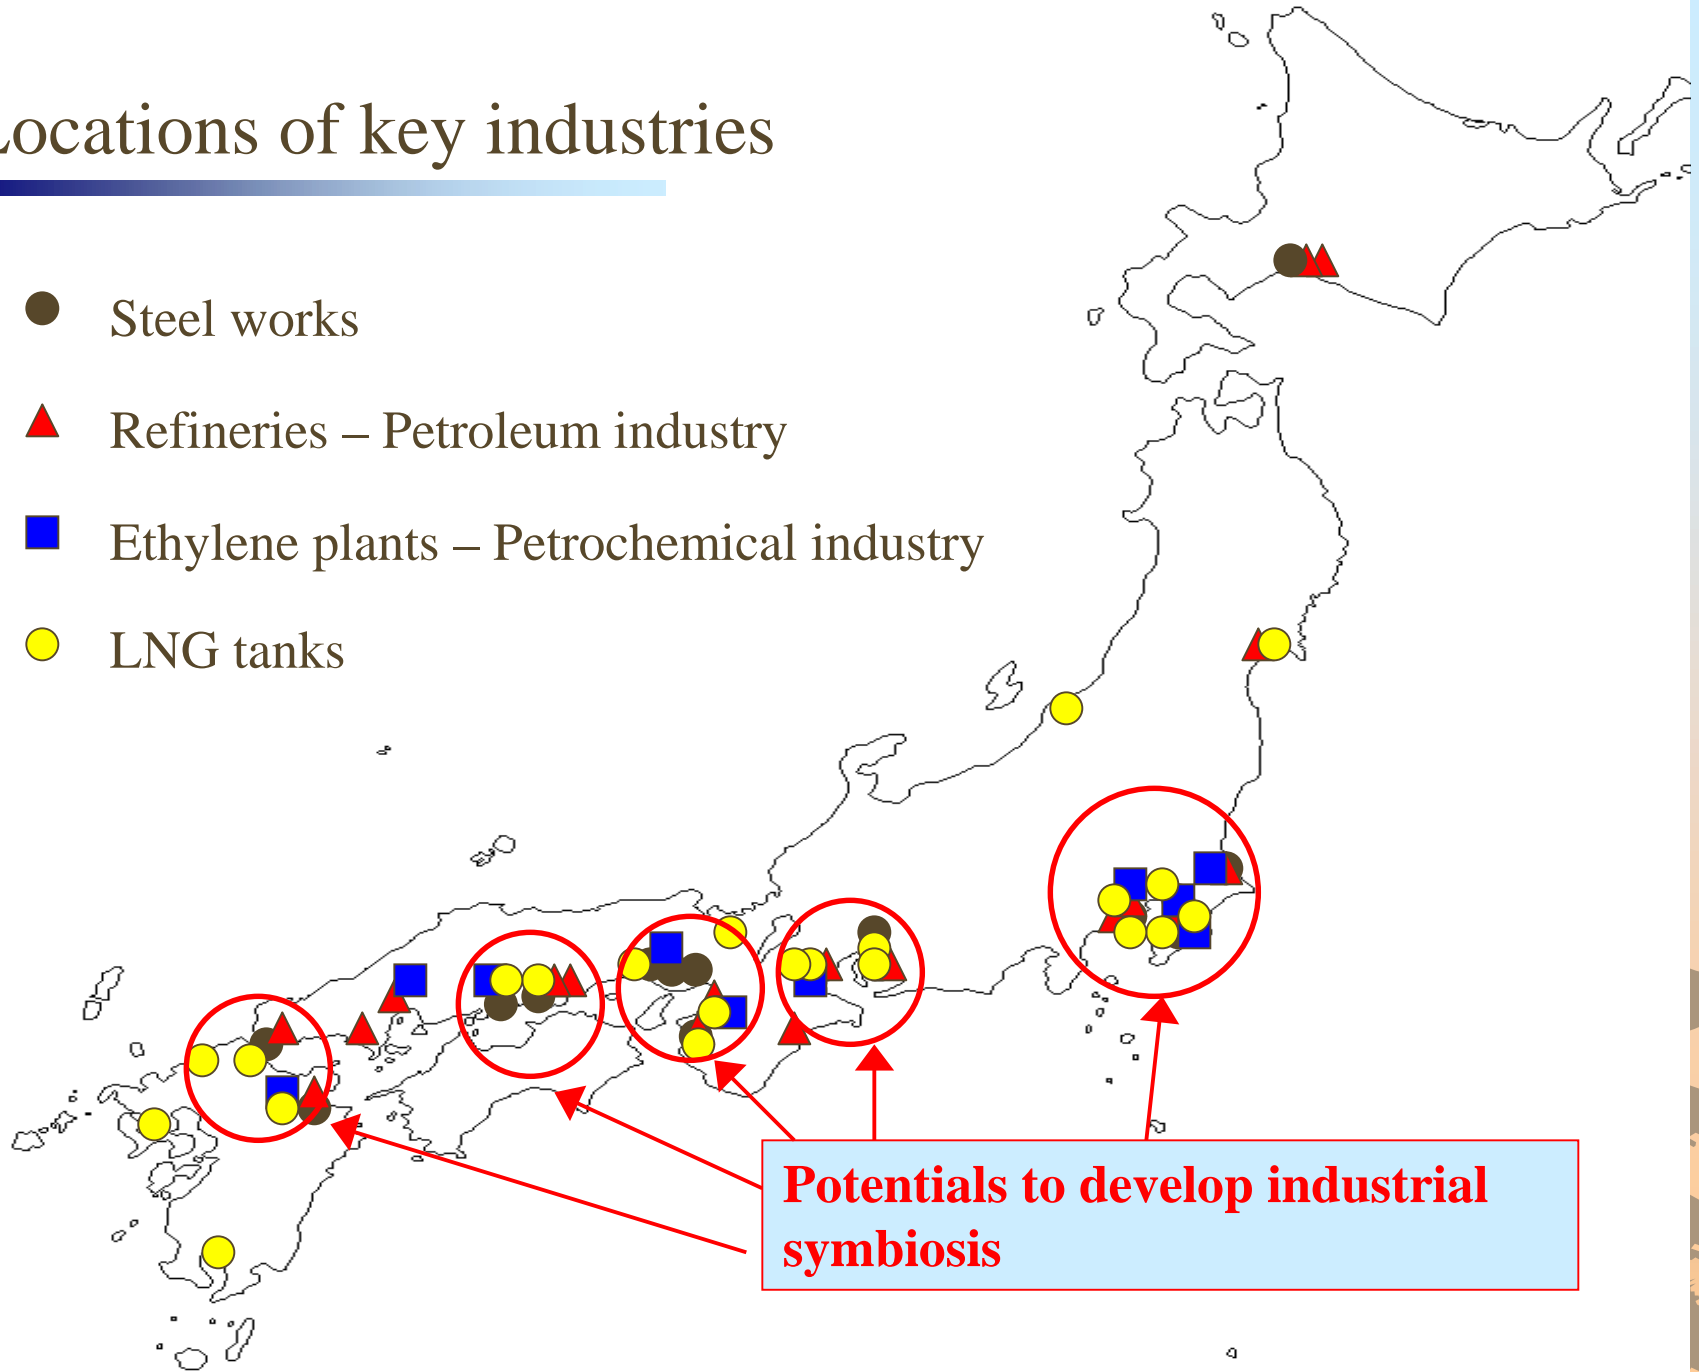 Locations of key industries
Steel works
Refineries – Petroleum industry
Ethylene plants – Petrochemical industry
LNG tanks
Potentials to develop industrial
symbiosis